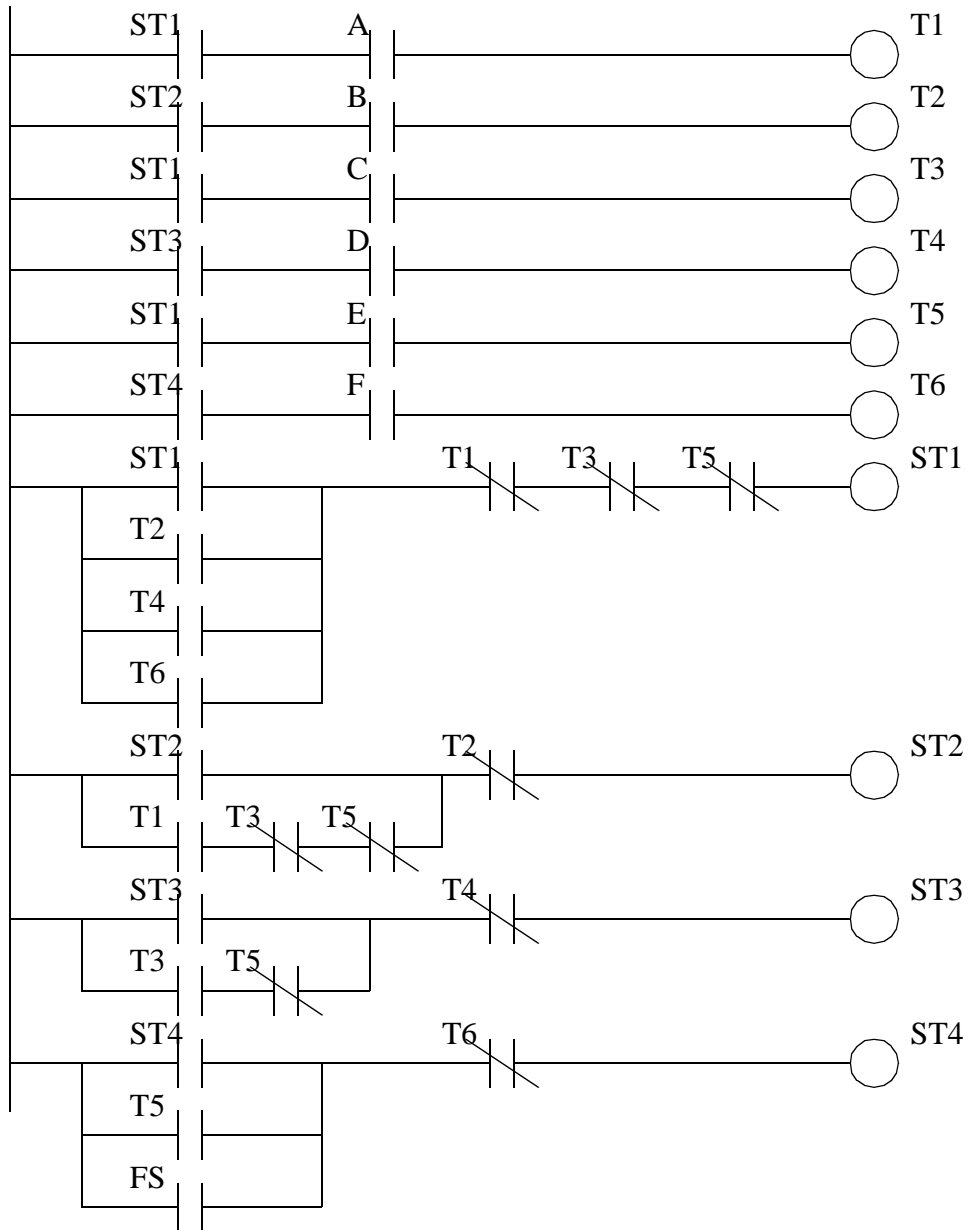 ST1 A T1
ST2 B T2
ST1 C T3
ST3 D T4
ST1 E T5
ST4 F T6
ST1 T1 T3 T5 ST1
T2
T4
T6
ST2 T2 ST2
T1 T3 T5
ST3 T4 ST3
T3 T5
ST4 T6 ST4
T5
FS